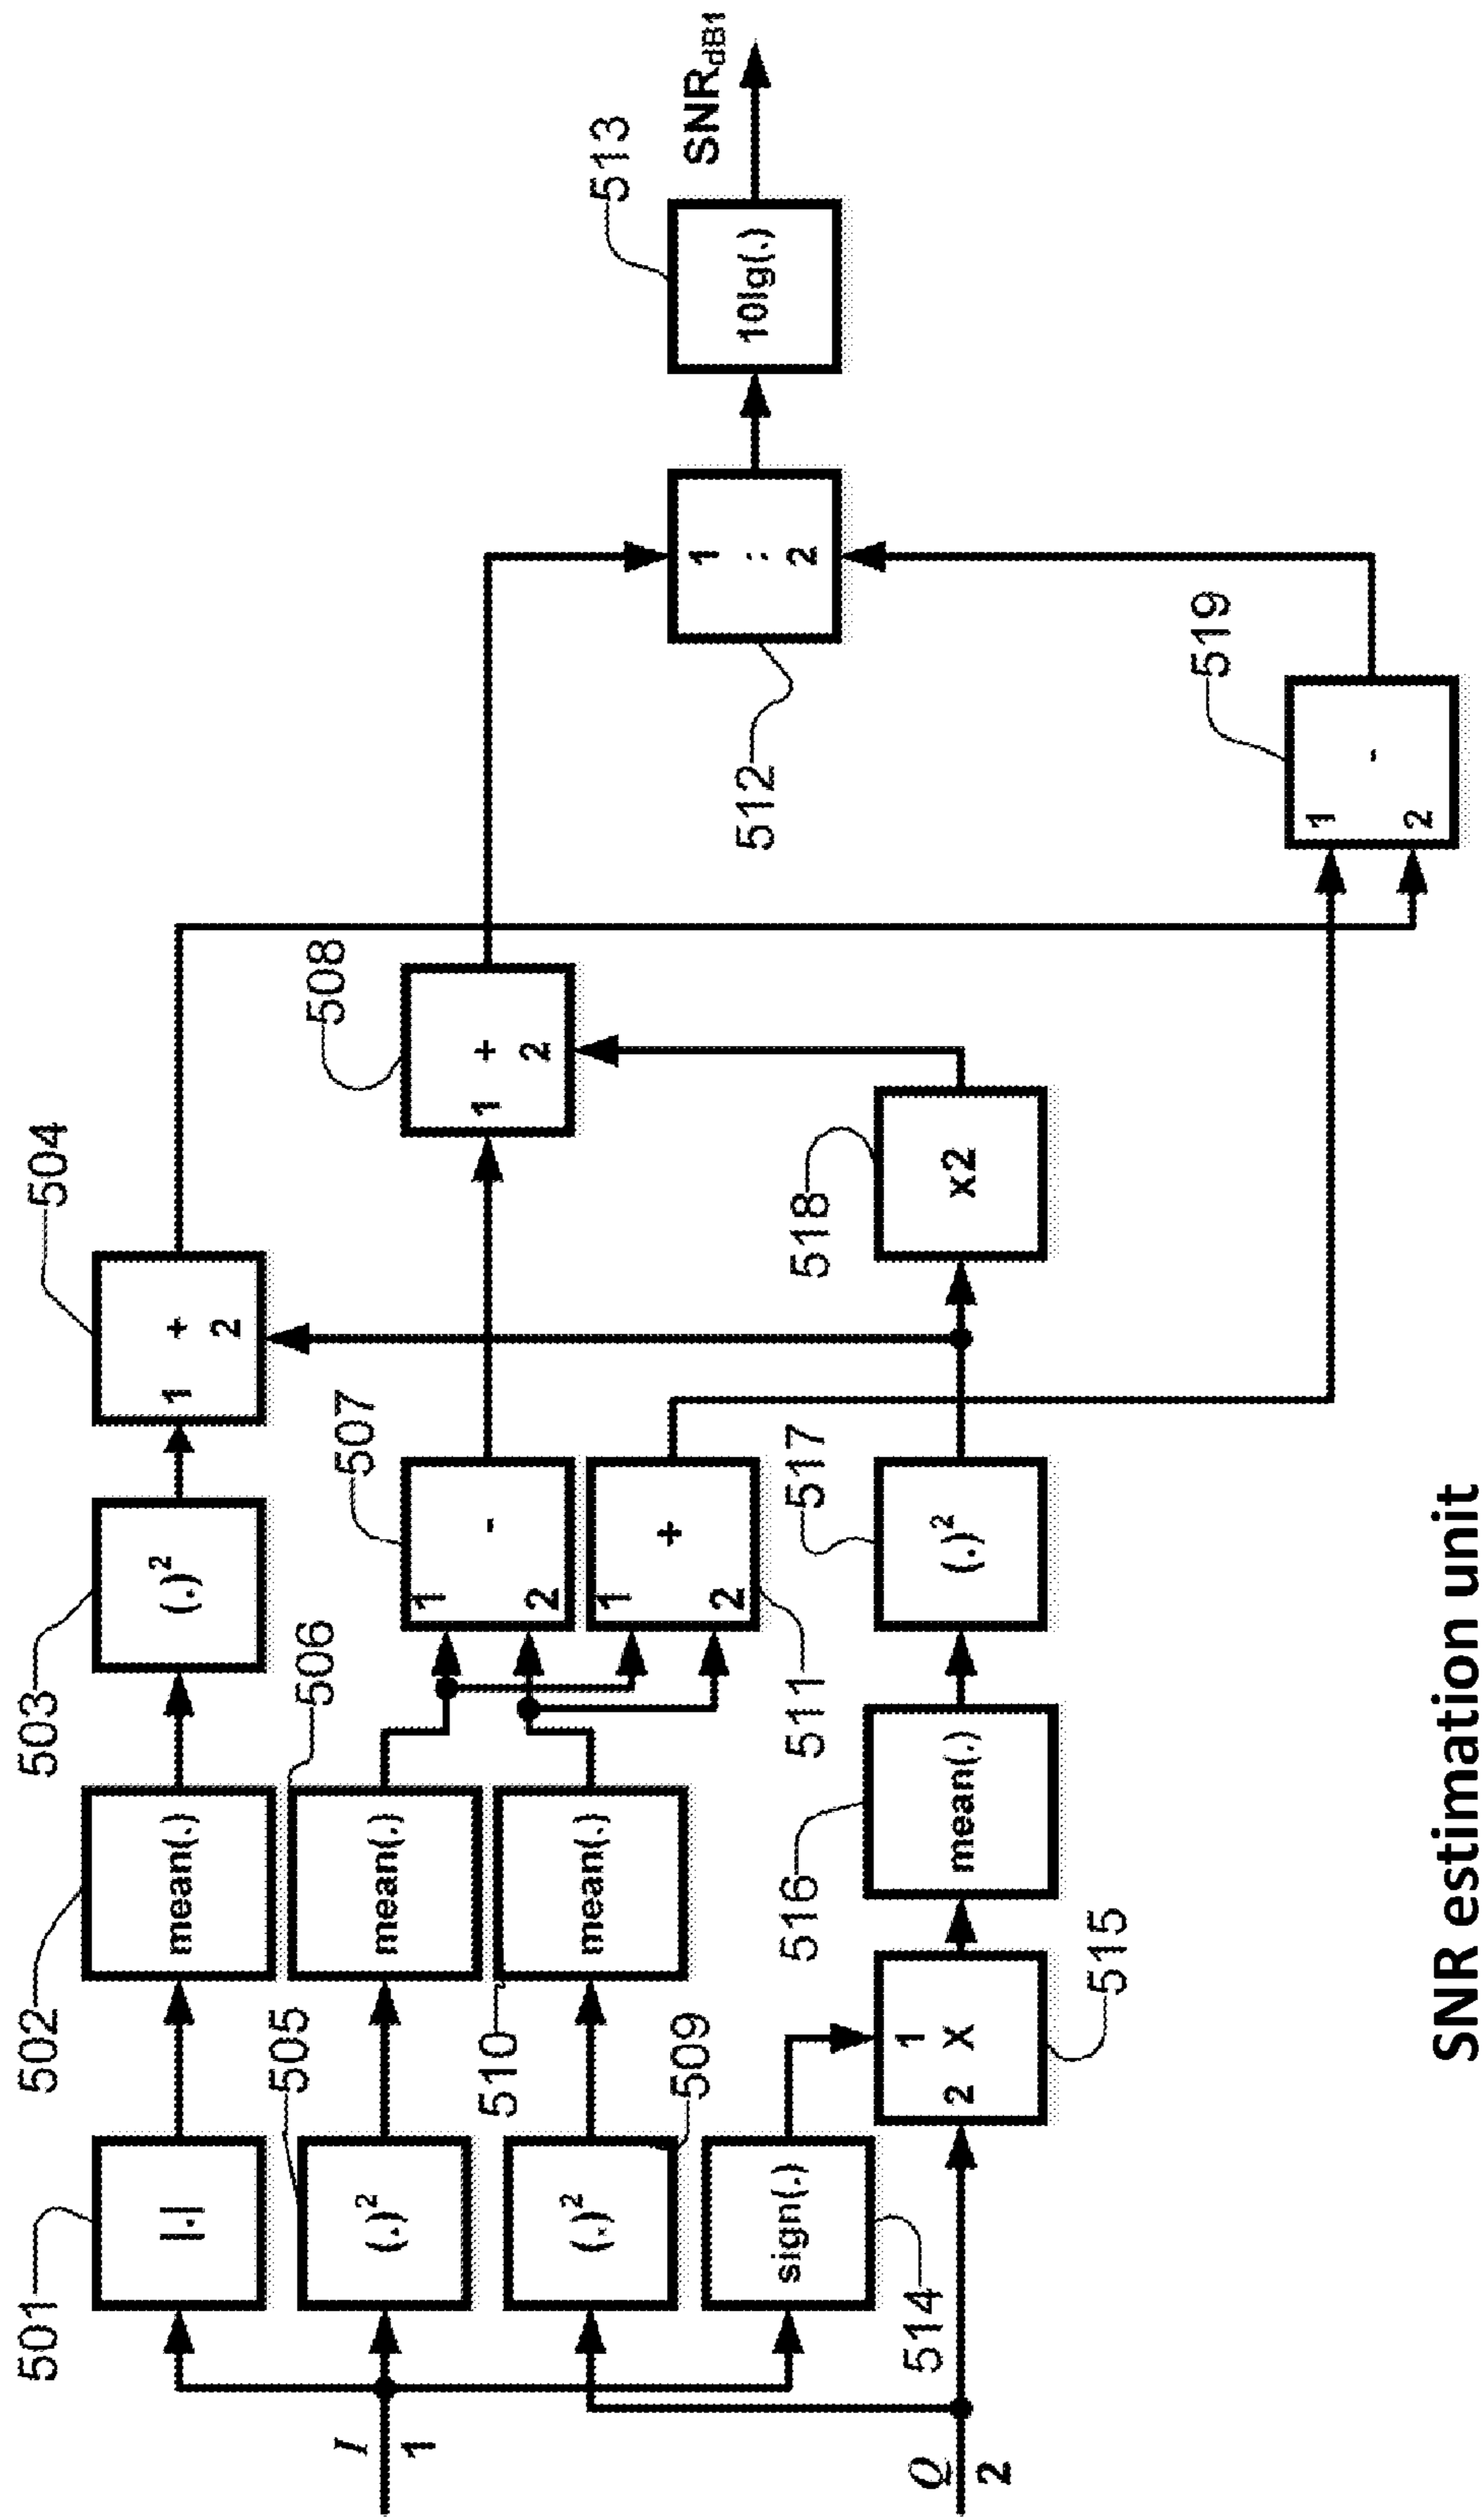 I
1
Q
2
501
|.|
502
mean(.)
503
(.)²
504
1 + 2
505
(.)²
506
mean(.)
507
1 - 2
508
1 + 2
509
(.)²
510
mean(.)
511
1 + 2
512
1 : 2
513
10lg(.)
SNRdB1
514
sign(.)
515
1
2 X
516
mean(.)
517
(.)²
518
x2
519
1 - 2
SNR estimation unit